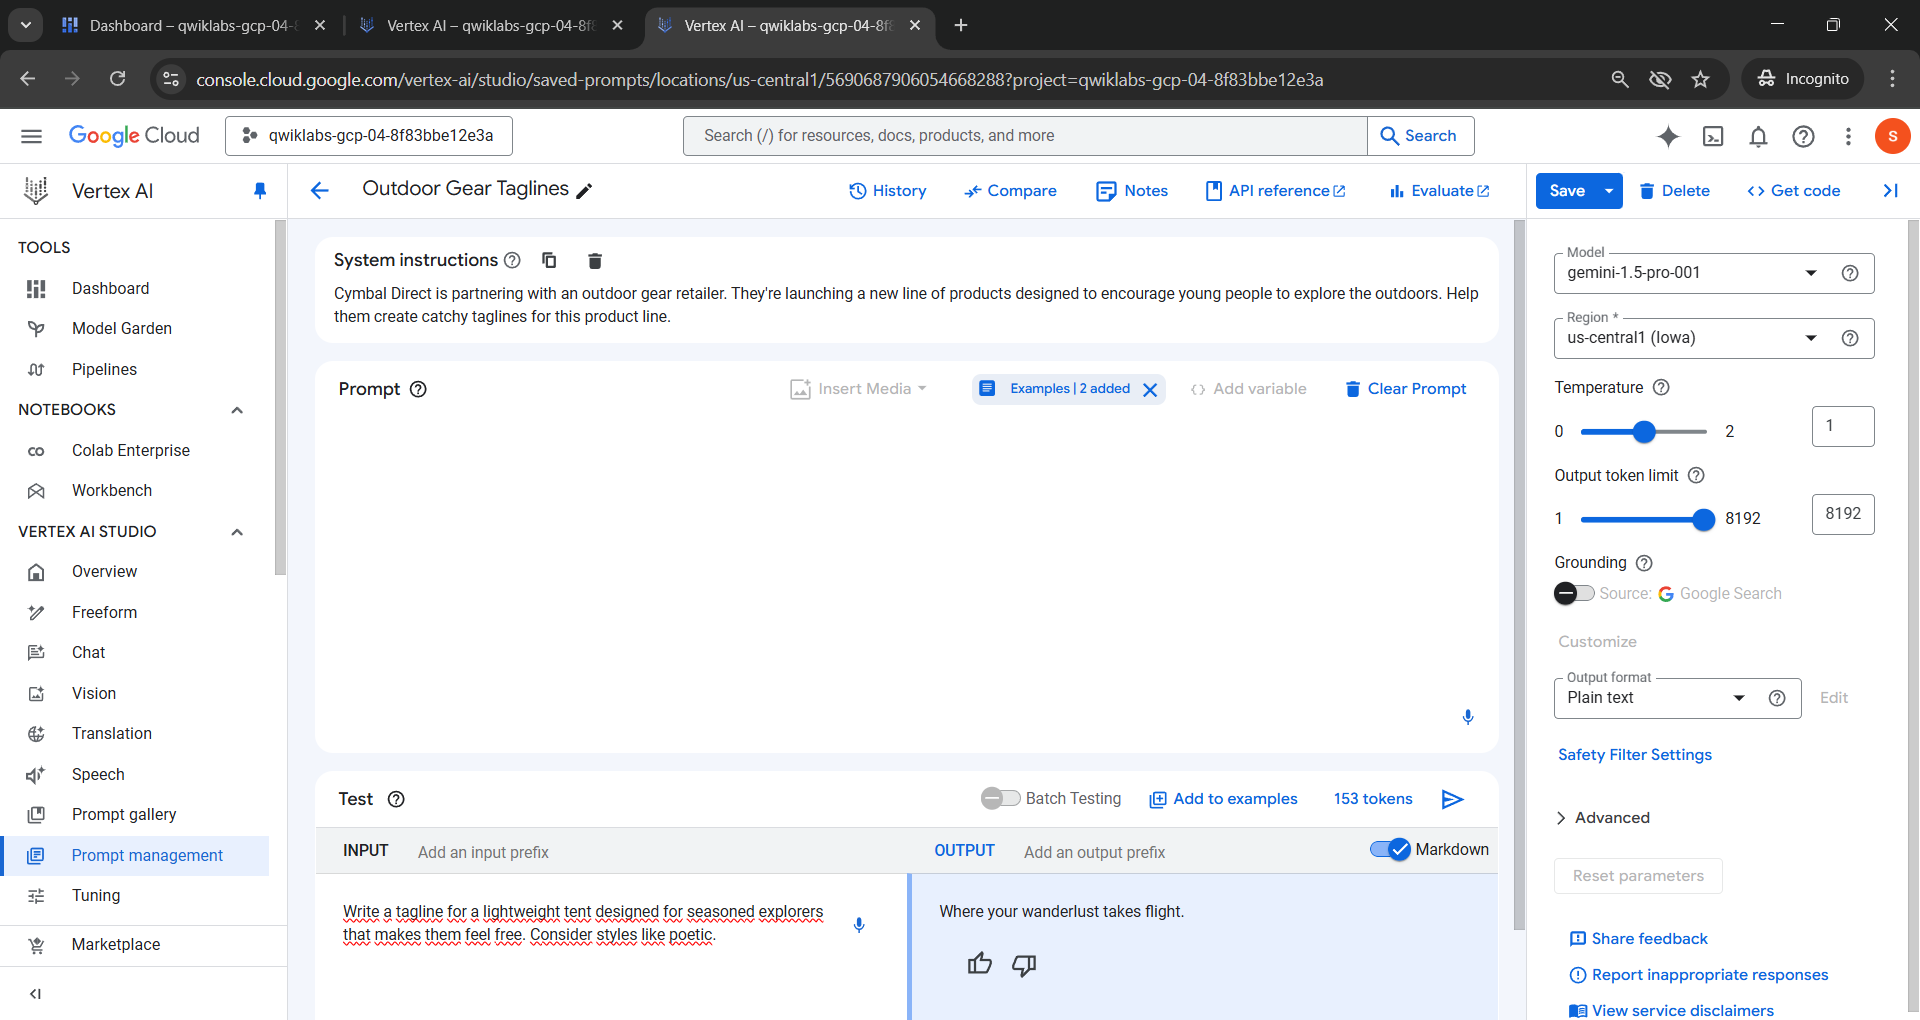 Dashboard – qwiklabs-gcp-04-
Vertex AI – qwiklabs-gcp-04-8f
Vertex AI – qwiklabs-gcp-04-8f
console.cloud.google.com/vertex-ai/studio/saved-prompts/locations/us-central1/5690687906054668288?project=qwiklabs-gcp-04-8f83bbe12e3a
Incognito
Google Cloud
qwiklabs-gcp-04-8f83bbe12e3a
Search (/) for resources, docs, products, and more
Search
S
Vertex AI
Outdoor Gear Taglines
History
Compare
Notes
API reference
Evaluate
Save
Delete
Get code
TOOLS
Dashboard
Model Garden
Pipelines
NOTEBOOKS
Colab Enterprise
Workbench
VERTEX AI STUDIO
Overview
Freeform
Chat
Vision
Translation
Speech
Prompt gallery
Prompt management
Tuning
Marketplace
System instructions
Cymbal Direct is partnering with an outdoor gear retailer. They're launching a new line of products designed to encourage young people to explore the outdoors. Help
them create catchy taglines for this product line.
Prompt
Insert Media
Examples | 2 added
Add variable
Clear Prompt
Test
Batch Testing
Add to examples
153 tokens
INPUT
Add an input prefix
OUTPUT
Add an output prefix
Markdown
Write a tagline for a lightweight tent designed for seasoned explorers
that makes them feel free. Consider styles like poetic.
Where your wanderlust takes flight.
Model
gemini-1.5-pro-001
Region *
us-central1 (Iowa)
Temperature
0
2
1
Output token limit
1
8192
8192
Grounding
Source: Google Search
Customize
Output format
Plain text
Edit
Safety Filter Settings
Advanced
Reset parameters
Share feedback
Report inappropriate responses
View service disclaimers